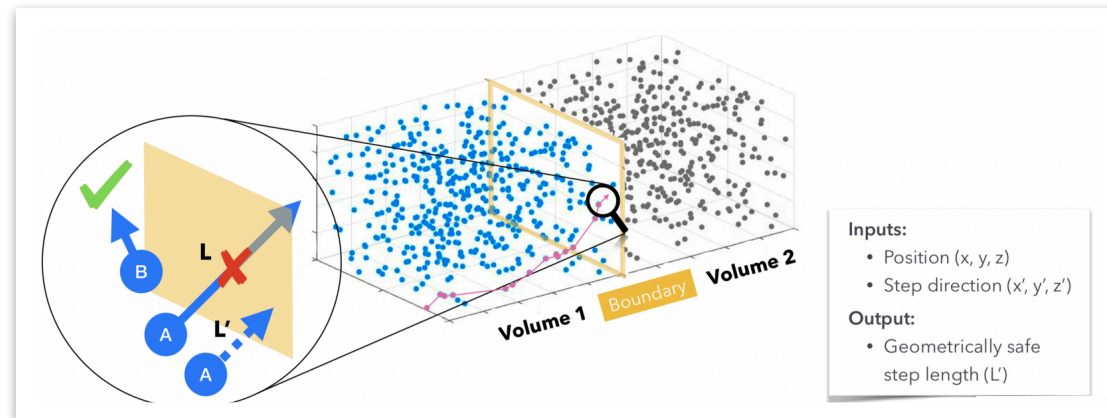 L
B
A
L'
A
Volume 1
Boundary
Volume 2
Inputs:
• Position (x, y, z)
• Step direction (x’, y’, z’)
Output:
• Geometrically safe
step length (L’)